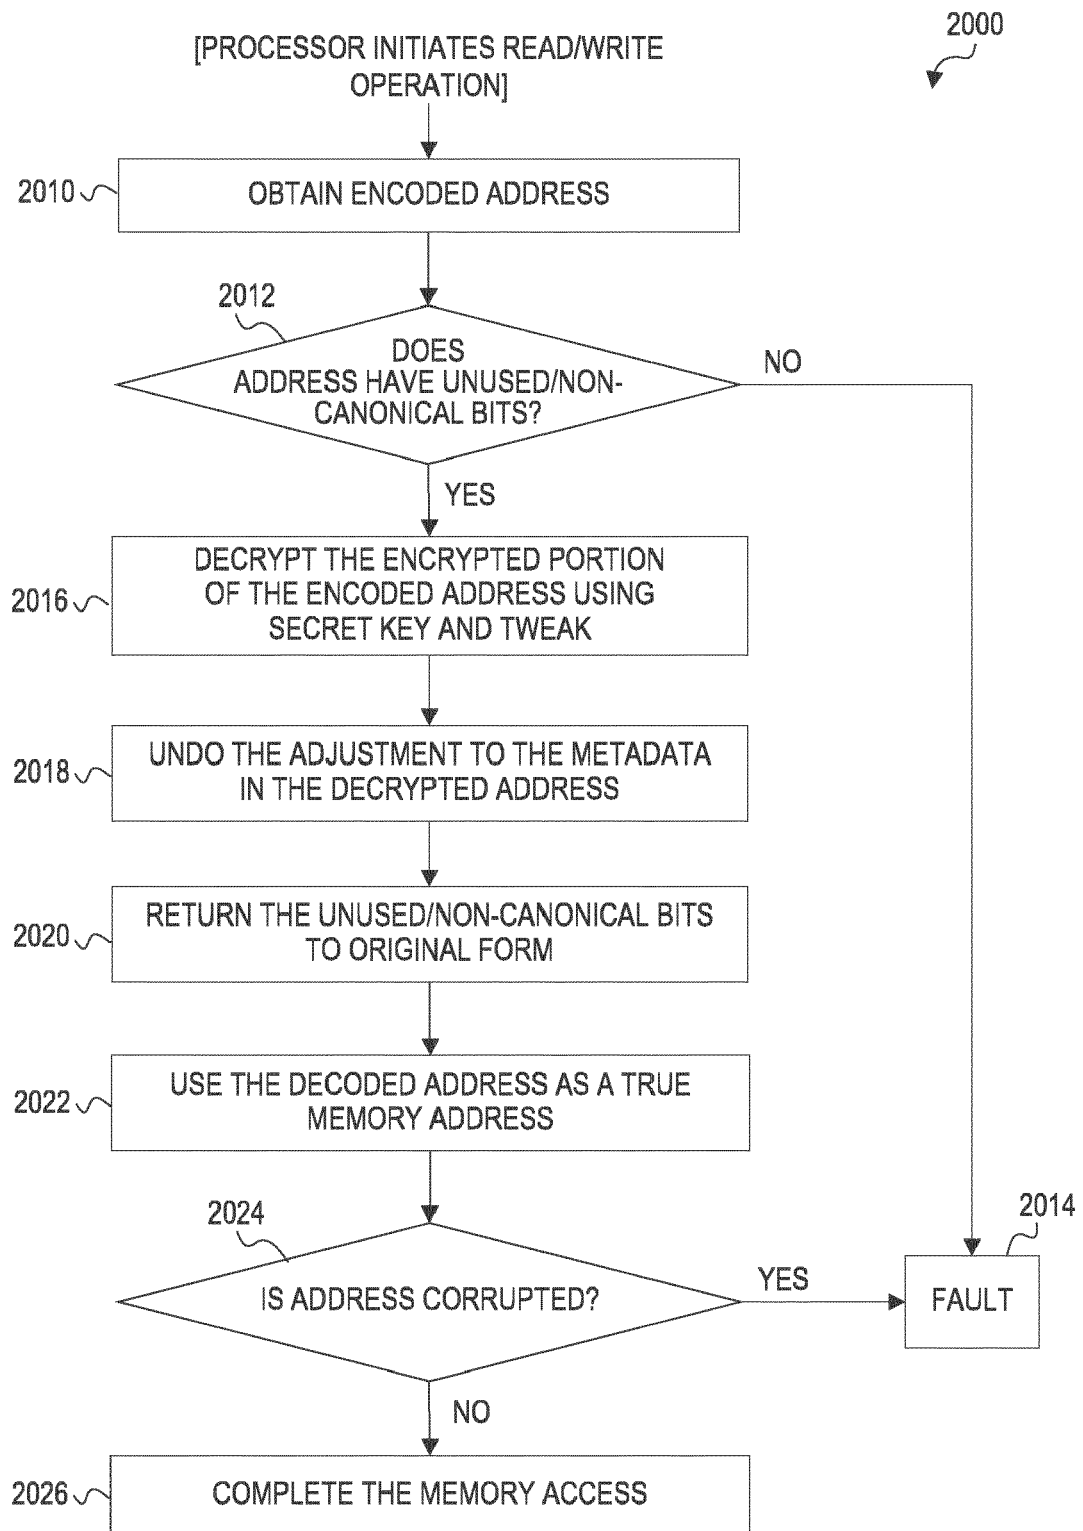 2000
[PROCESSOR INITIATES READ/WRITE
OPERATION]
2010
OBTAIN ENCODED ADDRESS
2012
DOES
ADDRESS HAVE UNUSED/NON-
CANONICAL BITS?
NO
YES
2016
DECRYPT THE ENCRYPTED PORTION
OF THE ENCODED ADDRESS USING
SECRET KEY AND TWEAK
2018
UNDO THE ADJUSTMENT TO THE METADATA
IN THE DECRYPTED ADDRESS
2020
RETURN THE UNUSED/NON-CANONICAL BITS
TO ORIGINAL FORM
2022
USE THE DECODED ADDRESS AS A TRUE
MEMORY ADDRESS
2024
IS ADDRESS CORRUPTED?
YES
2014
FAULT
NO
2026
COMPLETE THE MEMORY ACCESS